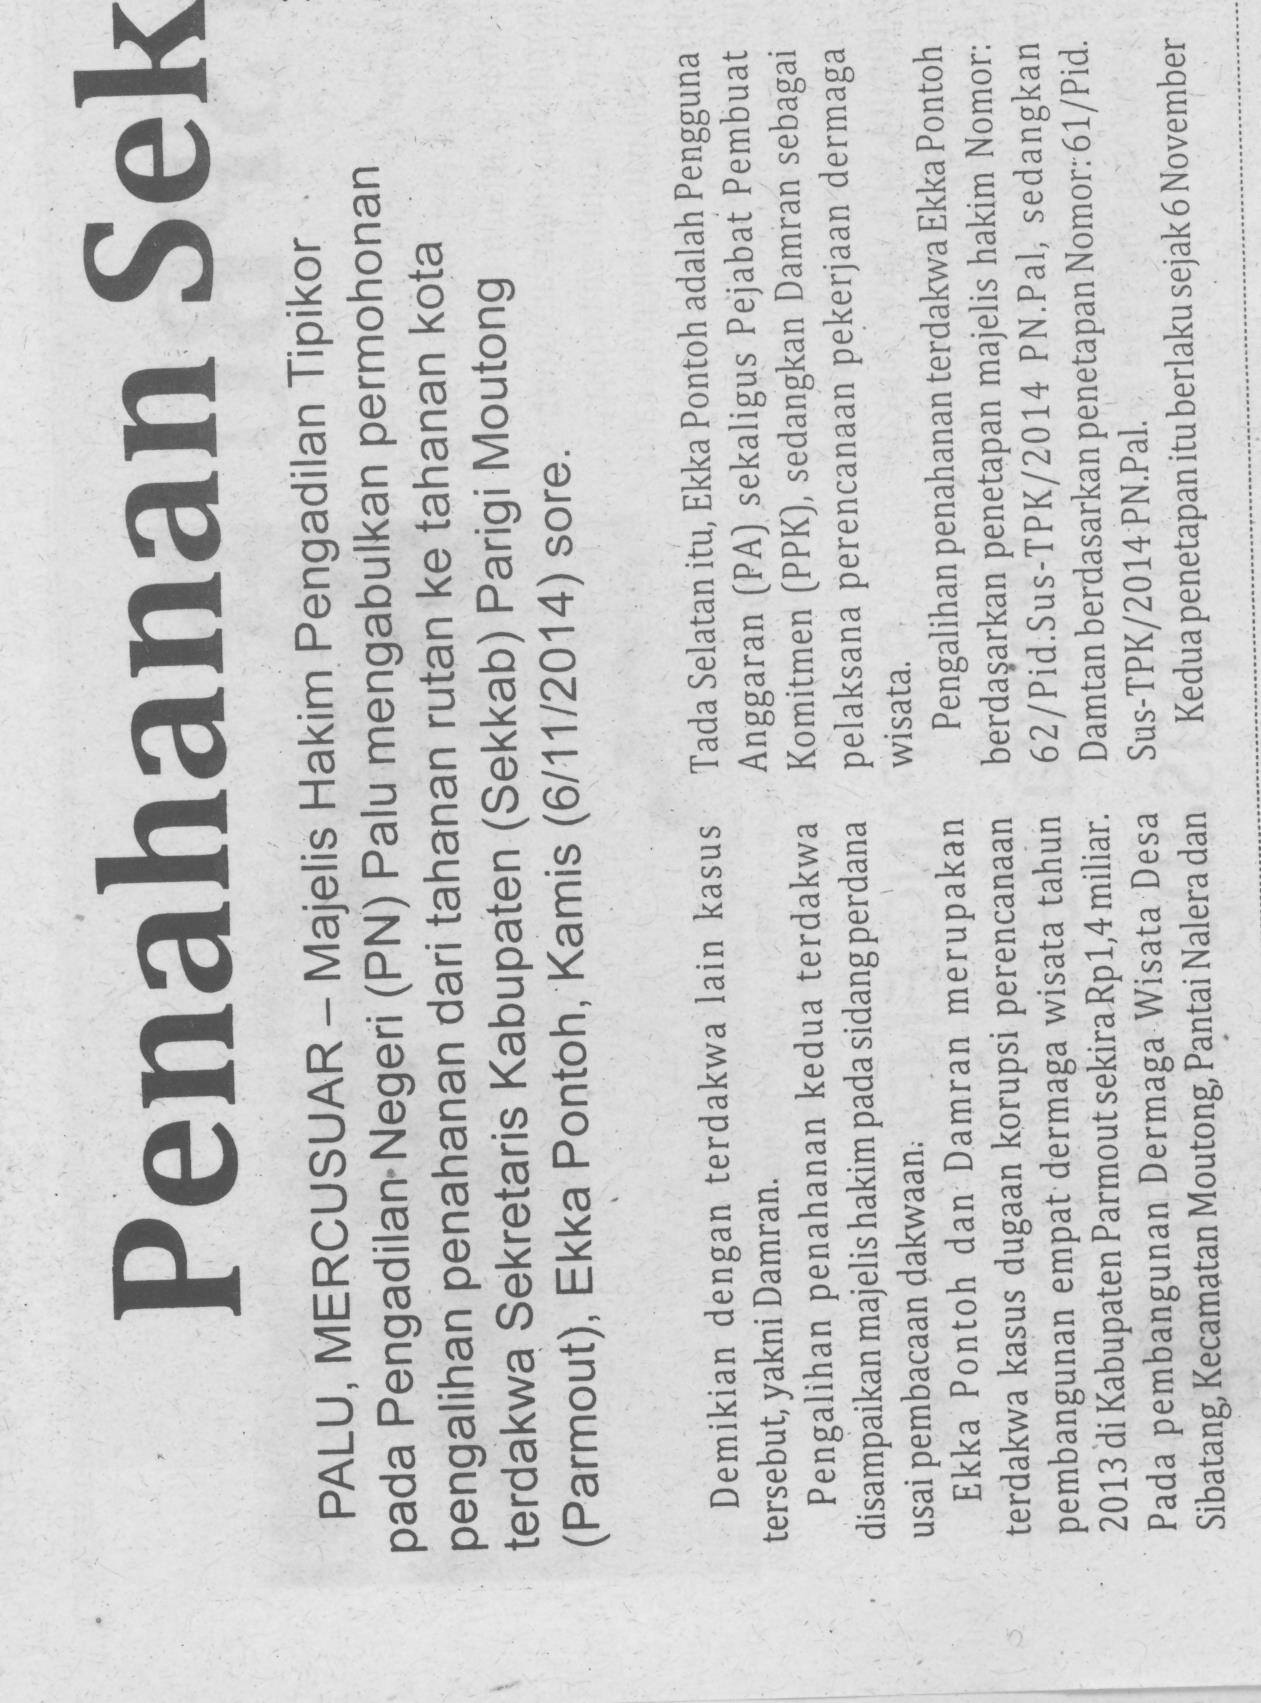 Penahanan Sek
PALU, MERCUSUAR – Majelis Hakim Pengadilan Tipikor
pada Pengadilan Negeri (PN) Palu mengabulkan permohonan
pengalihan penahanan dari tahanan rutan ke tahanan kota
terdakwa Sekretaris Kabupaten (Sekkab) Parigi Moutong
(Parmout), Ekka Pontoh, Kamis (6/11/2014) sore.
Demikian dengan terdakwa lain kasus
tersebut, yakni Damran.
Pengalihan penahanan kedua terdakwa
disampaikan majelis hakim pada sidang perdana
usai pembacaan dakwaan.
Ekka Pontoh dan Damran merupakan
terdakwa kasus dugaan korupsi perencanaan
pembangunan empat dermaga wisata tahun
2013 di Kabupaten Parmout sekira Rp1,4 miliar.
Pada pembangunan Dermaga Wisata Desa
Sibatang, Kecamatan Moutong, Pantai Nalera dan
Tada Selatan itu, Ekka Pontoh adalah Pengguna
Anggaran (PA) sekaligus Pejabat Pembuat
Komitmen (PPK), sedangkan Damran sebagai
pelaksana perencanaan pekerjaan dermaga
wisata.
Pengalihan penahanan terdakwa Ekka Pontoh
berdasarkan penetapan majelis hakim Nomor:
62/Pid.Sus-TPK/2014 PN.Pal, sedangkan
Damtan berdasarkan penetapan Nomor: 61/Pid.
Sus-TPK/2014 PN.Pal.
Kedua penetapan itu berlaku sejak 6 November